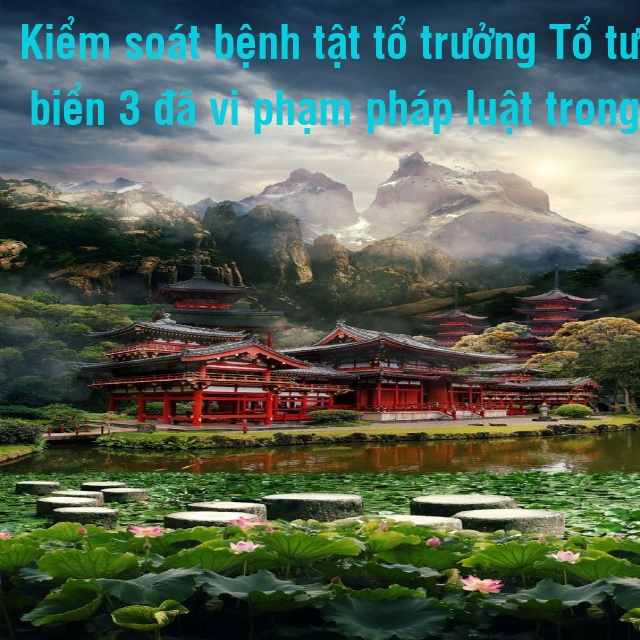 Kiểm soát bệnh tật tổ trưởng Tổ tư
biển 3 đã vi phạm pháp luật trong